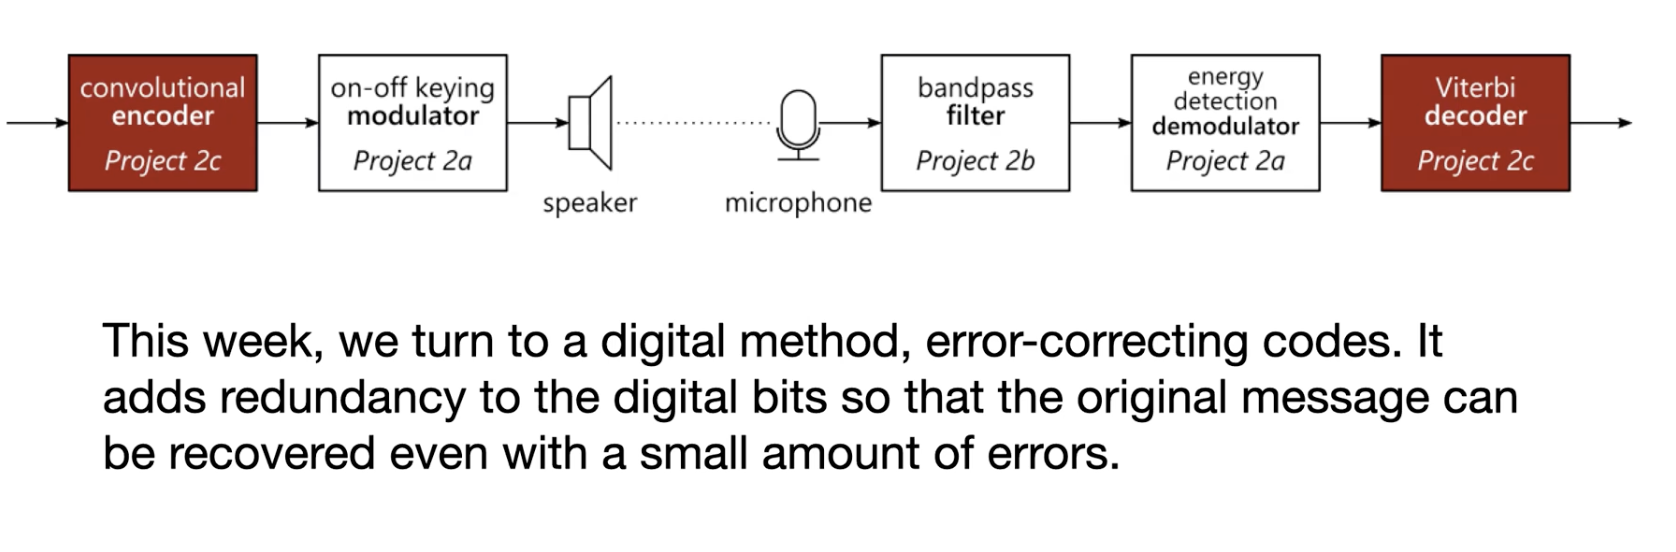 convolutional
encoder
Project 2c
on-off keying
modulator
Project 2a
speaker
microphone
bandpass
filter
Project 2b
energy
detection
demodulator
Project 2a
Viterbi
decoder
Project 2c
This week, we turn to a digital method, error-correcting codes. It
adds redundancy to the digital bits so that the original message can
be recovered even with a small amount of errors.